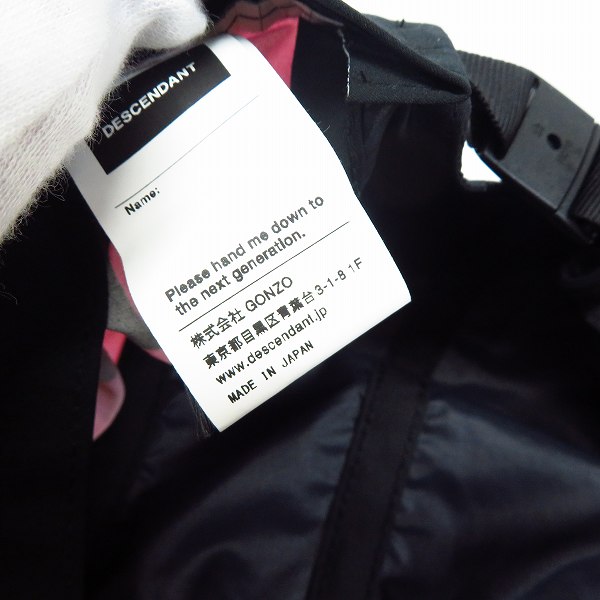 DESCENDANT
Name:
Please hand me down to
the next generation.
株式会社 GONZO
東京都目黒区青葉台3-1-8 1F
www.descendant.jp
MADE IN JAPAN